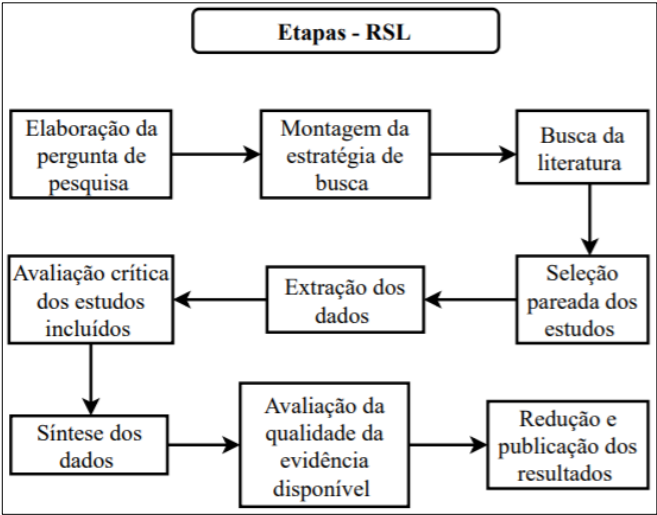 Etapas - RSL
Elaboração da
pergunta de
pesquisa
Montagem da
estratégia de
busca
Busca da
literatura
Seleção
pareada dos
estudos
Extração dos
dados
Avaliação crítica
dos estudos
incluídos
Síntese dos
dados
Avaliação da
qualidade da
evidência
disponível
Redução e
publicação dos
resultados